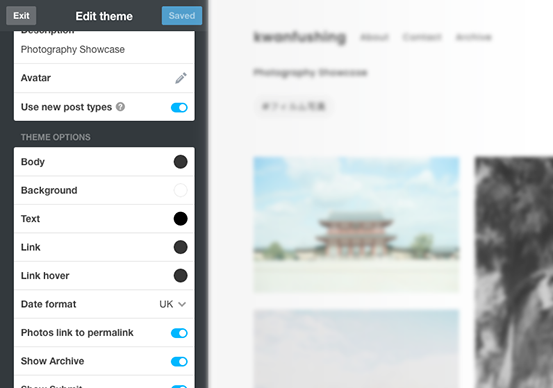 Exit
Edit theme
Saved
Description
Photography Showcase
Avatar
Use new post types ?
THEME OPTIONS
Body
Background
Text
Link
Link hover
Date format UK
Photos link to permalink
Show Archive
Show Submit
kwanfushing About Contact Archive
Photography Showcase
#フィルム写真